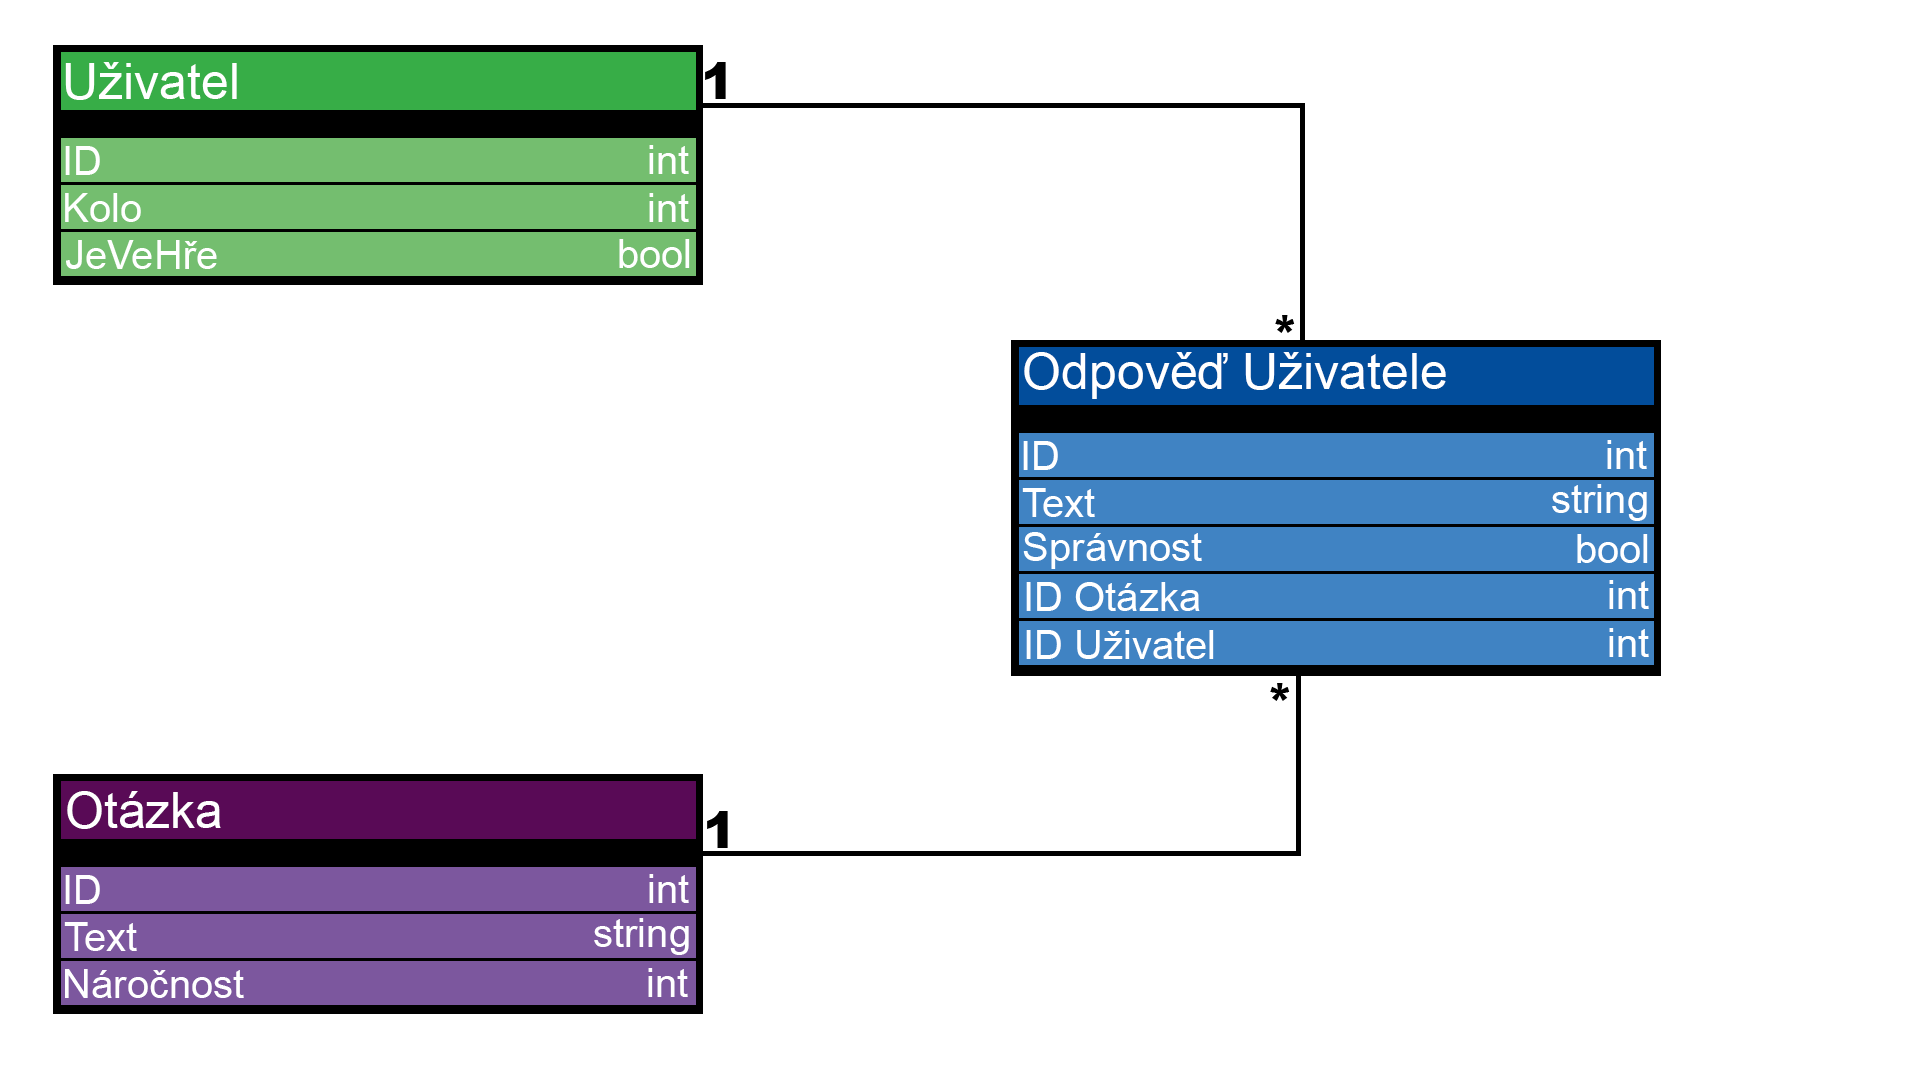 Uživatel
1
ID int
Kolo int
JeVeHře bool
*
Odpověď Uživatele
ID int
Text string
Správnost bool
ID Otázka int
ID Uživatel int
*
Otázka
1
ID int
Text string
Náročnost int